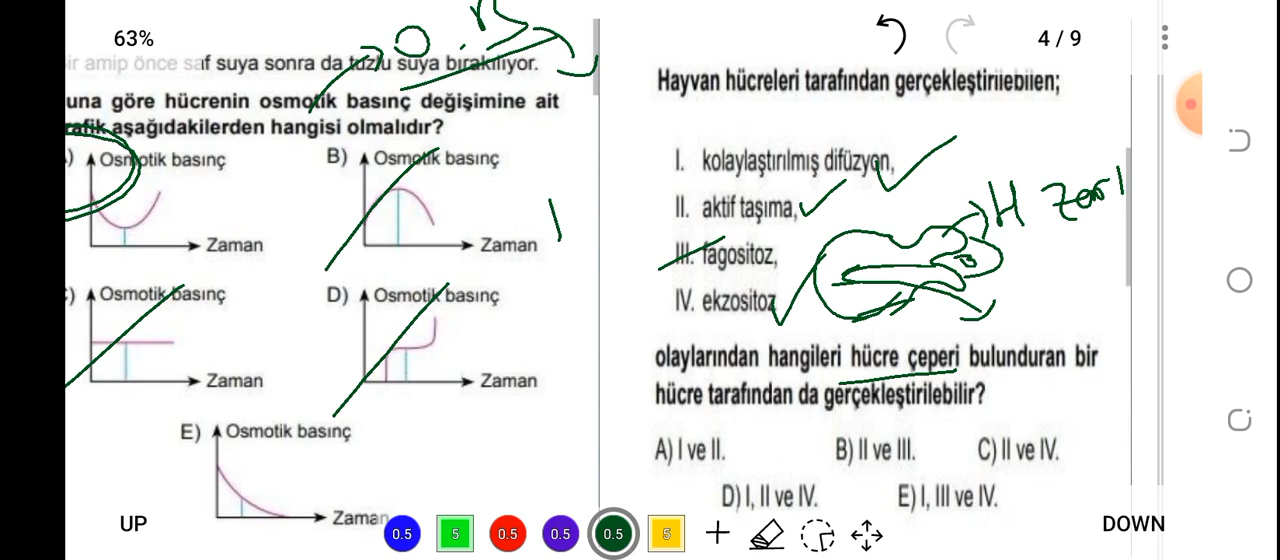 63%
4 / 9
ir amip önce saf suya sonra da tuzlu suya bırakılıyor.
una göre hücrenin osmotik basınç değişimine ait
rafik aşağıdakilerden hangisi olmalıdır?
) Osmotik basınç
Zaman
B) Osmotik basınç
Zaman
) Osmotik basınç
Zaman
D) Osmotik basınç
Zaman
E) Osmotik basınç
Zaman
UP
Hayvan hücreleri tarafından gerçekleştirilebilen;
I. kolaylaştırılmış difüzyon,
II. aktif taşıma,
III. fagositoz,
IV. ekzositoz
H
olaylarından hangileri hücre çeperi bulunduran bir
hücre tarafından da gerçekleştirilebilir?
A) I ve II.
B) II ve III.
C) II ve IV.
D) I, II ve IV.
E) I, III ve IV.
0.5
5
0.5
0.5
0.5
5
DOWN